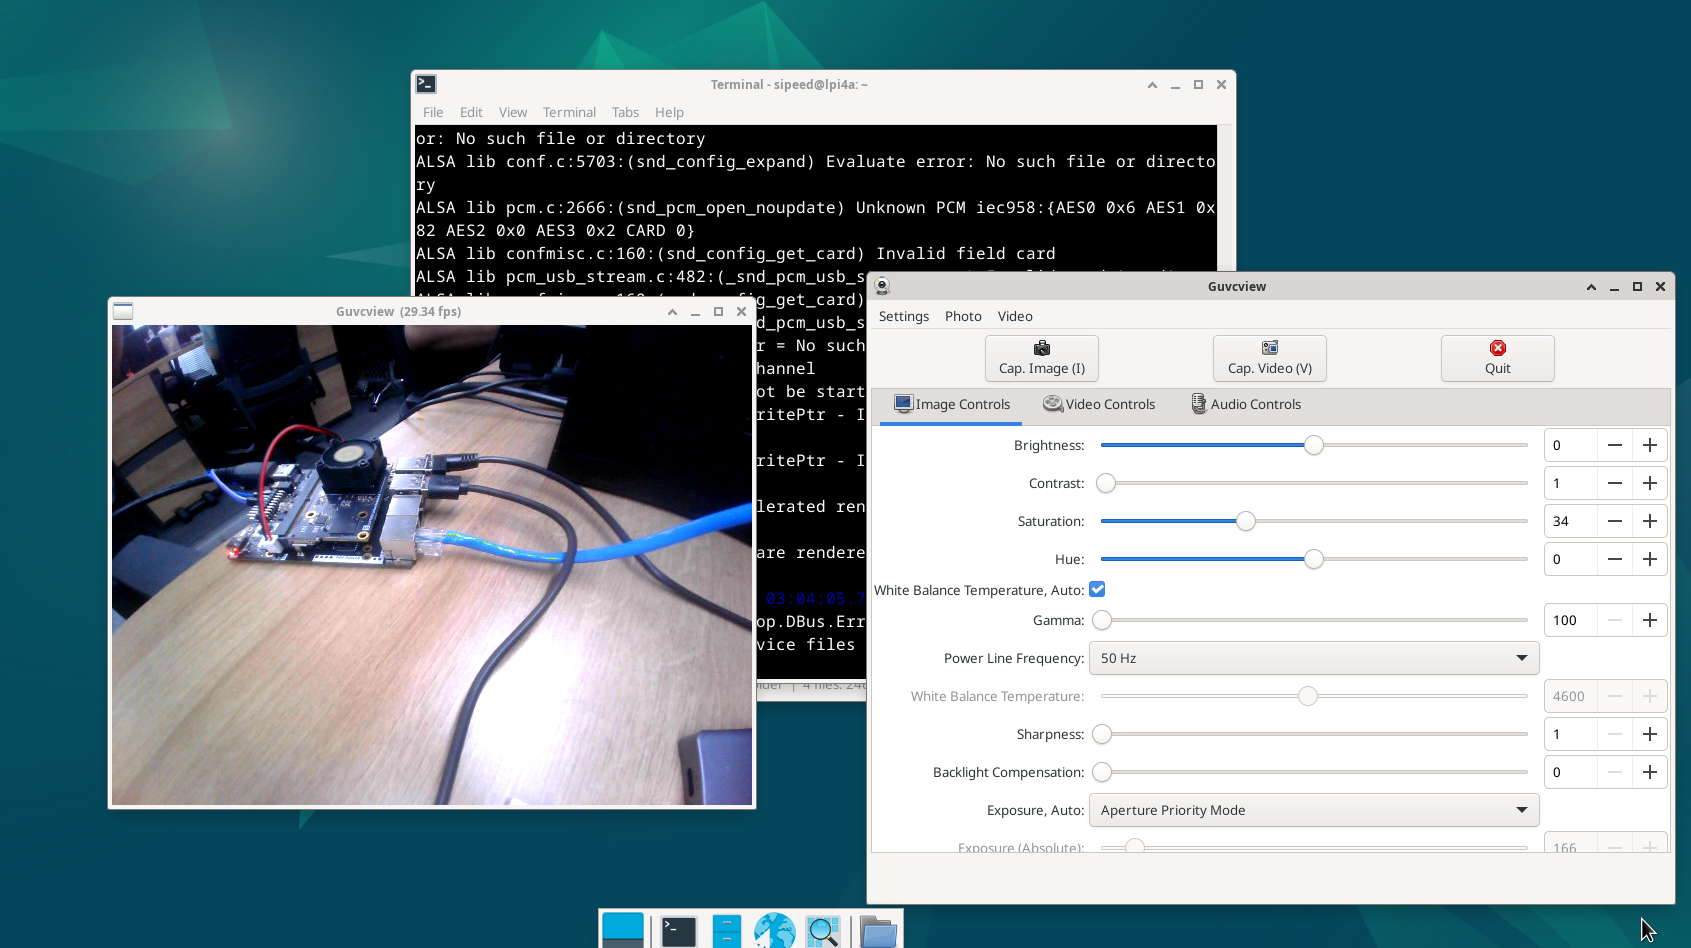 Terminal - sipeed@lpi4a: ~
File Edit View Terminal Tabs Help
or: No such file or directory
ALSA lib conf.c:5703:(snd_config_expand) Evaluate error: No such file or directo
ry
ALSA lib pcm.c:2666:(snd_pcm_open_noupdate) Unknown PCM iec958:{AES0 0x6 AES1 0x
82 AES2 0x0 AES3 0x2 CARD 0}
ALSA lib confmisc.c:160:(snd_config_get_card) Invalid field card
ALSA lib pcm_usb_stream.c:482:(_snd_pcm_usb_s
g_get_card)
d_pcm_usb_s
r = No such
hannel
ot be start
ritePtr - I
ritePtr - I
lerated ren
are rendere
03:04:05.7
op.DBus.Err
vice files
4 files: 246
Guvcview (29.34 fps)
Guvcview
Settings Photo Video
Cap. Image (I) Cap. Video (V) Quit
Image Controls Video Controls Audio Controls
Brightness: 0
Contrast: 1
Saturation: 34
Hue: 0
White Balance Temperature, Auto:
Gamma: 100
Power Line Frequency: 50 Hz
White Balance Temperature: 4600
Sharpness: 1
Backlight Compensation: 0
Exposure, Auto: Aperture Priority Mode
Exposure (Absolute): 166